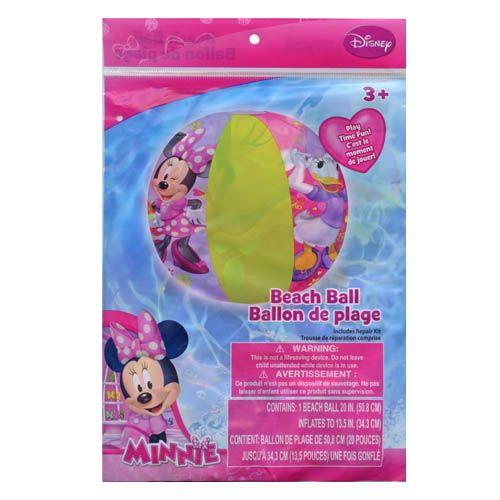 Ballon de plage
Disney
3+
Play
Time Fun!
C'est le
moment
de jouer!
Beach Ball
Ballon de plage
Includes Repair Kit
Trousse de réparation comprise
WARNING:
This is not a lifesaving device. Do not leave
child unattended while device is in use.
AVERTISSEMENT:
Ce produit n'est pas un dispositif de sauvetage. Ne pas
laisser d'enfant utiliser ce produit sans supervision.
CONTAINS: 1 BEACH BALL 20 IN. (50.8 CM)
INFLATES TO 13.5 IN. (34.3 CM)
CONTIENT: BALLON DE PLAGE DE 50,8 CM (20 POUCES)
JUSQU'À 34,3 CM (13,5 POUCES) UNE FOIS GONFLÉ
MINNIE